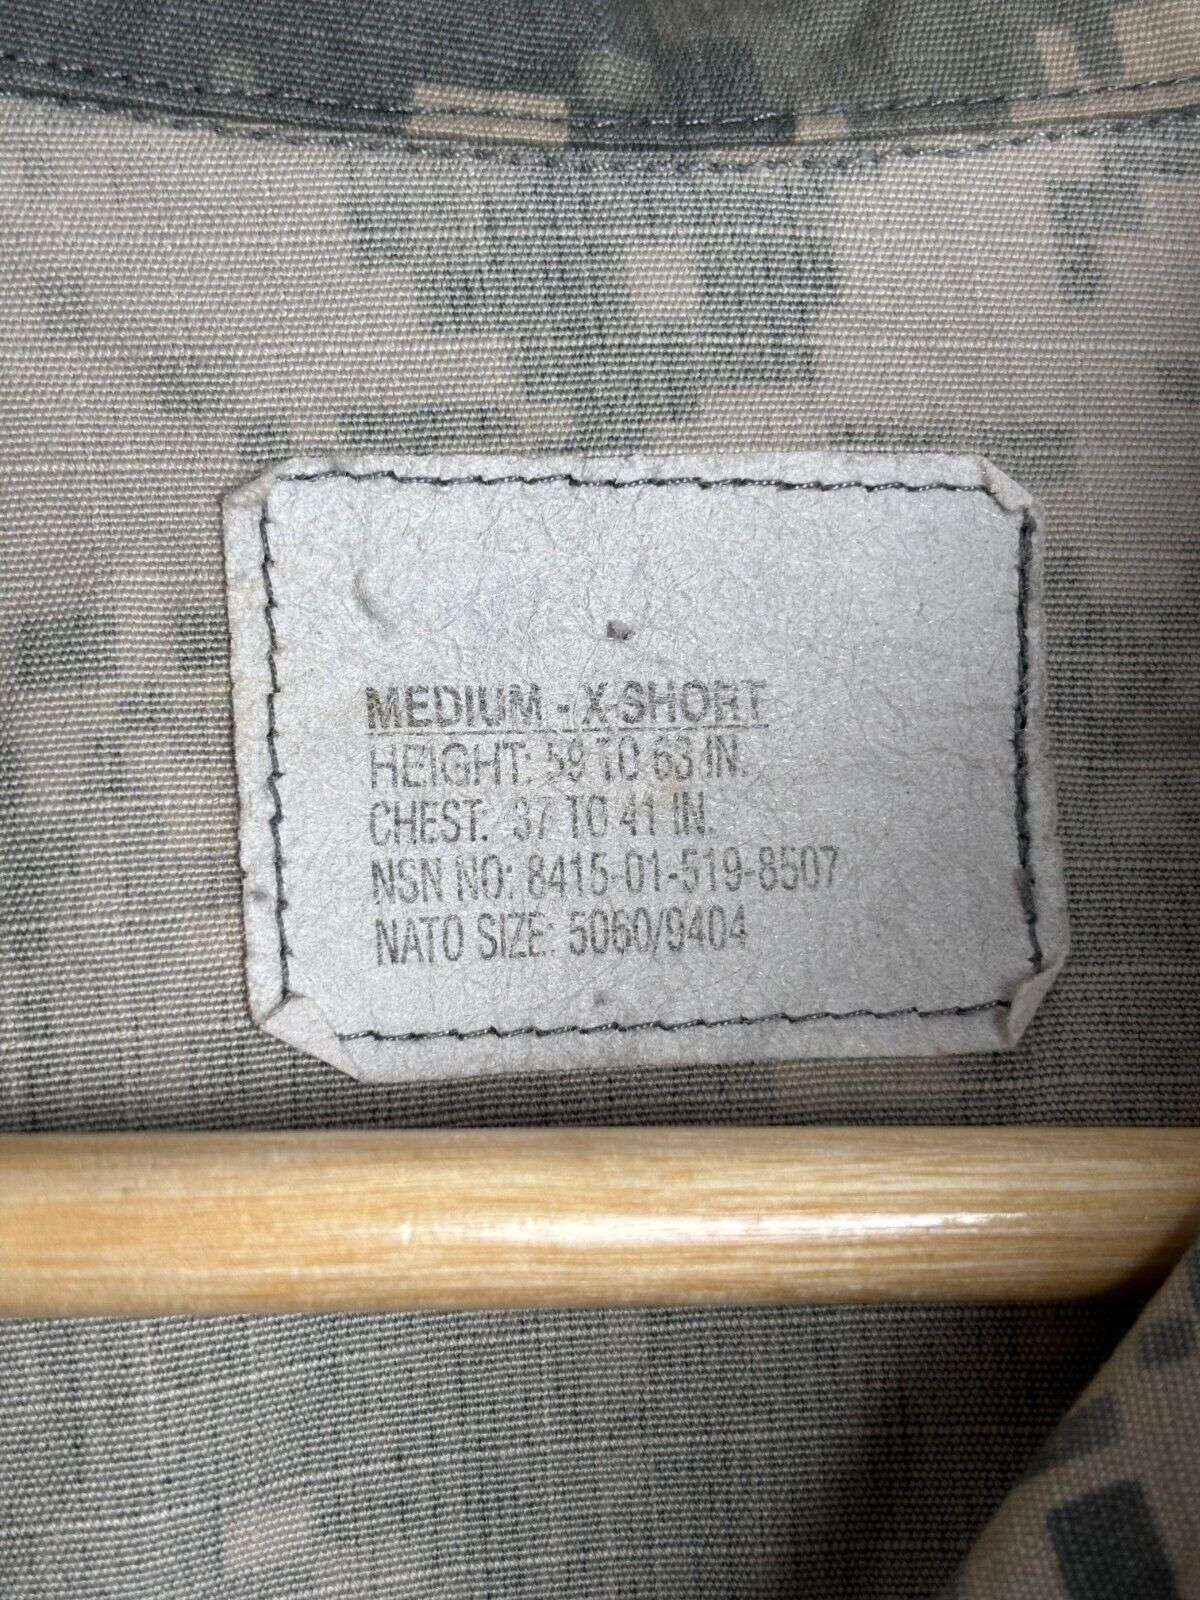 MEDIUM - X-SHORT
HEIGHT: 59 TO 63 IN.
CHEST: 37 TO 41 IN.
NSN NO: 8415-01-519-8507
NATO SIZE: 5060/9404